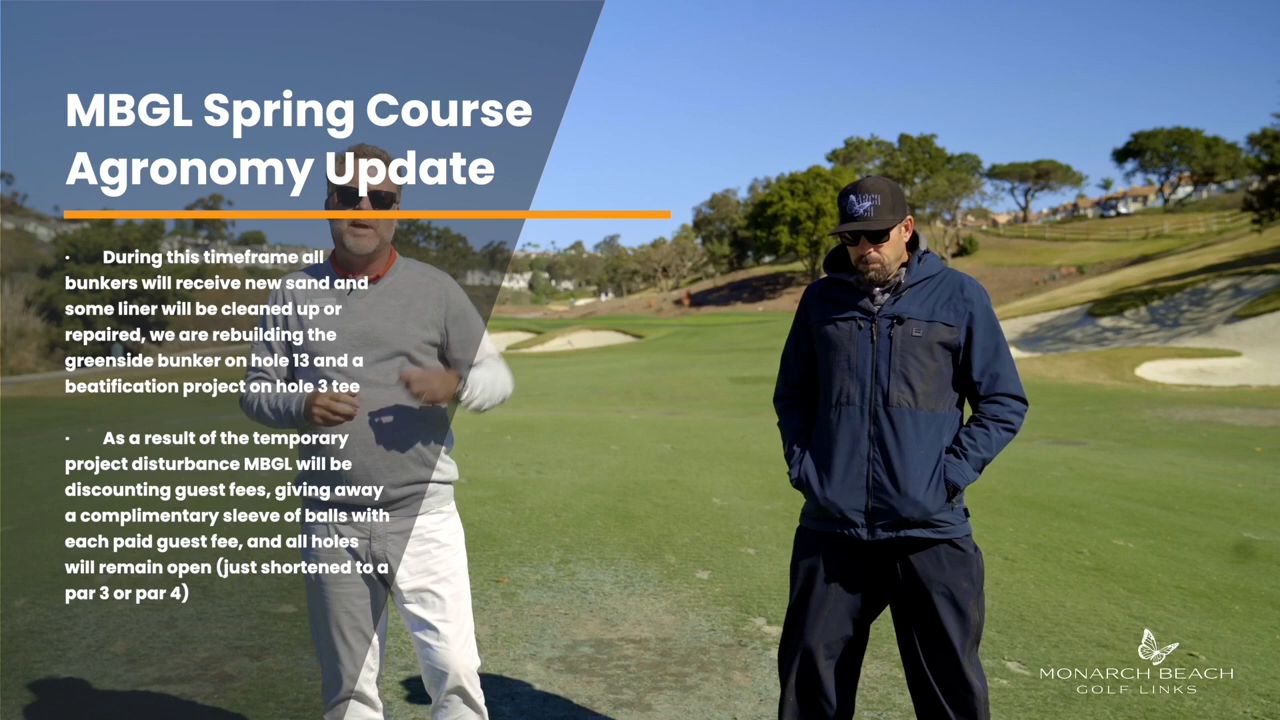 MBGL Spring Course
Agronomy Update
· During this timeframe all
bunkers will receive new sand and
some liner will be cleaned up or
repaired, we are rebuilding the
greenside bunker on hole 13 and a
beatification project on hole 3 tee
· As a result of the temporary
project disturbance MBGL will be
discounting guest fees, giving away
a complimentary sleeve of balls with
each paid guest fee, and all holes
will remain open (just shortened to a
par 3 or par 4)
MONARCH BEACH
GOLF LINKS